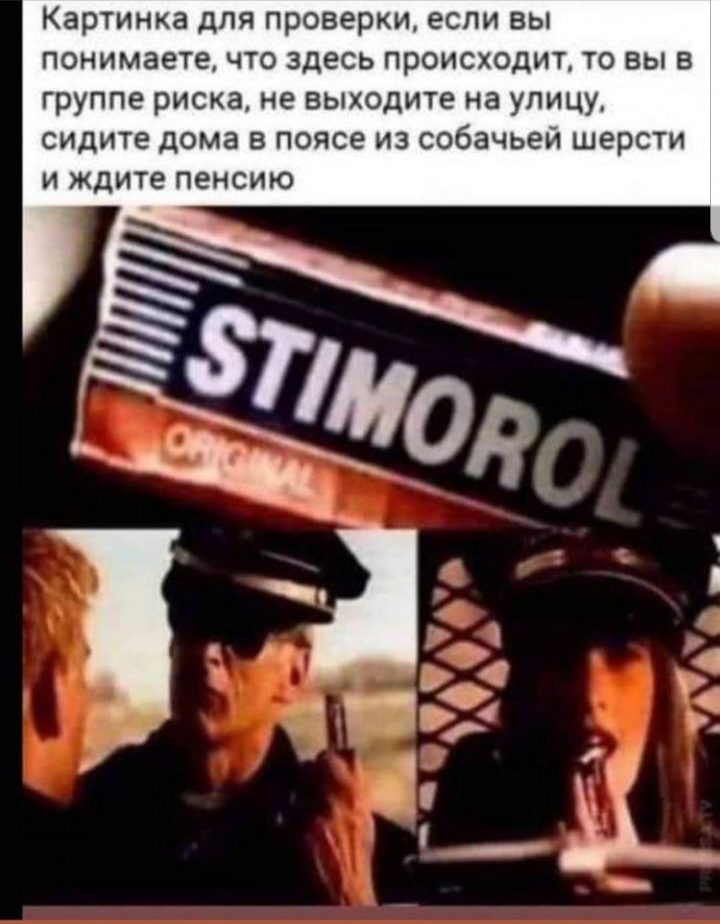 Картинка для проверки, если вы
понимаете, что здесь происходит, то вы в
группе риска, не выходите на улицу,
сидите дома в поясе из собачьей шерсти
и ждите пенсию
STIMOROL
ORIGINAL